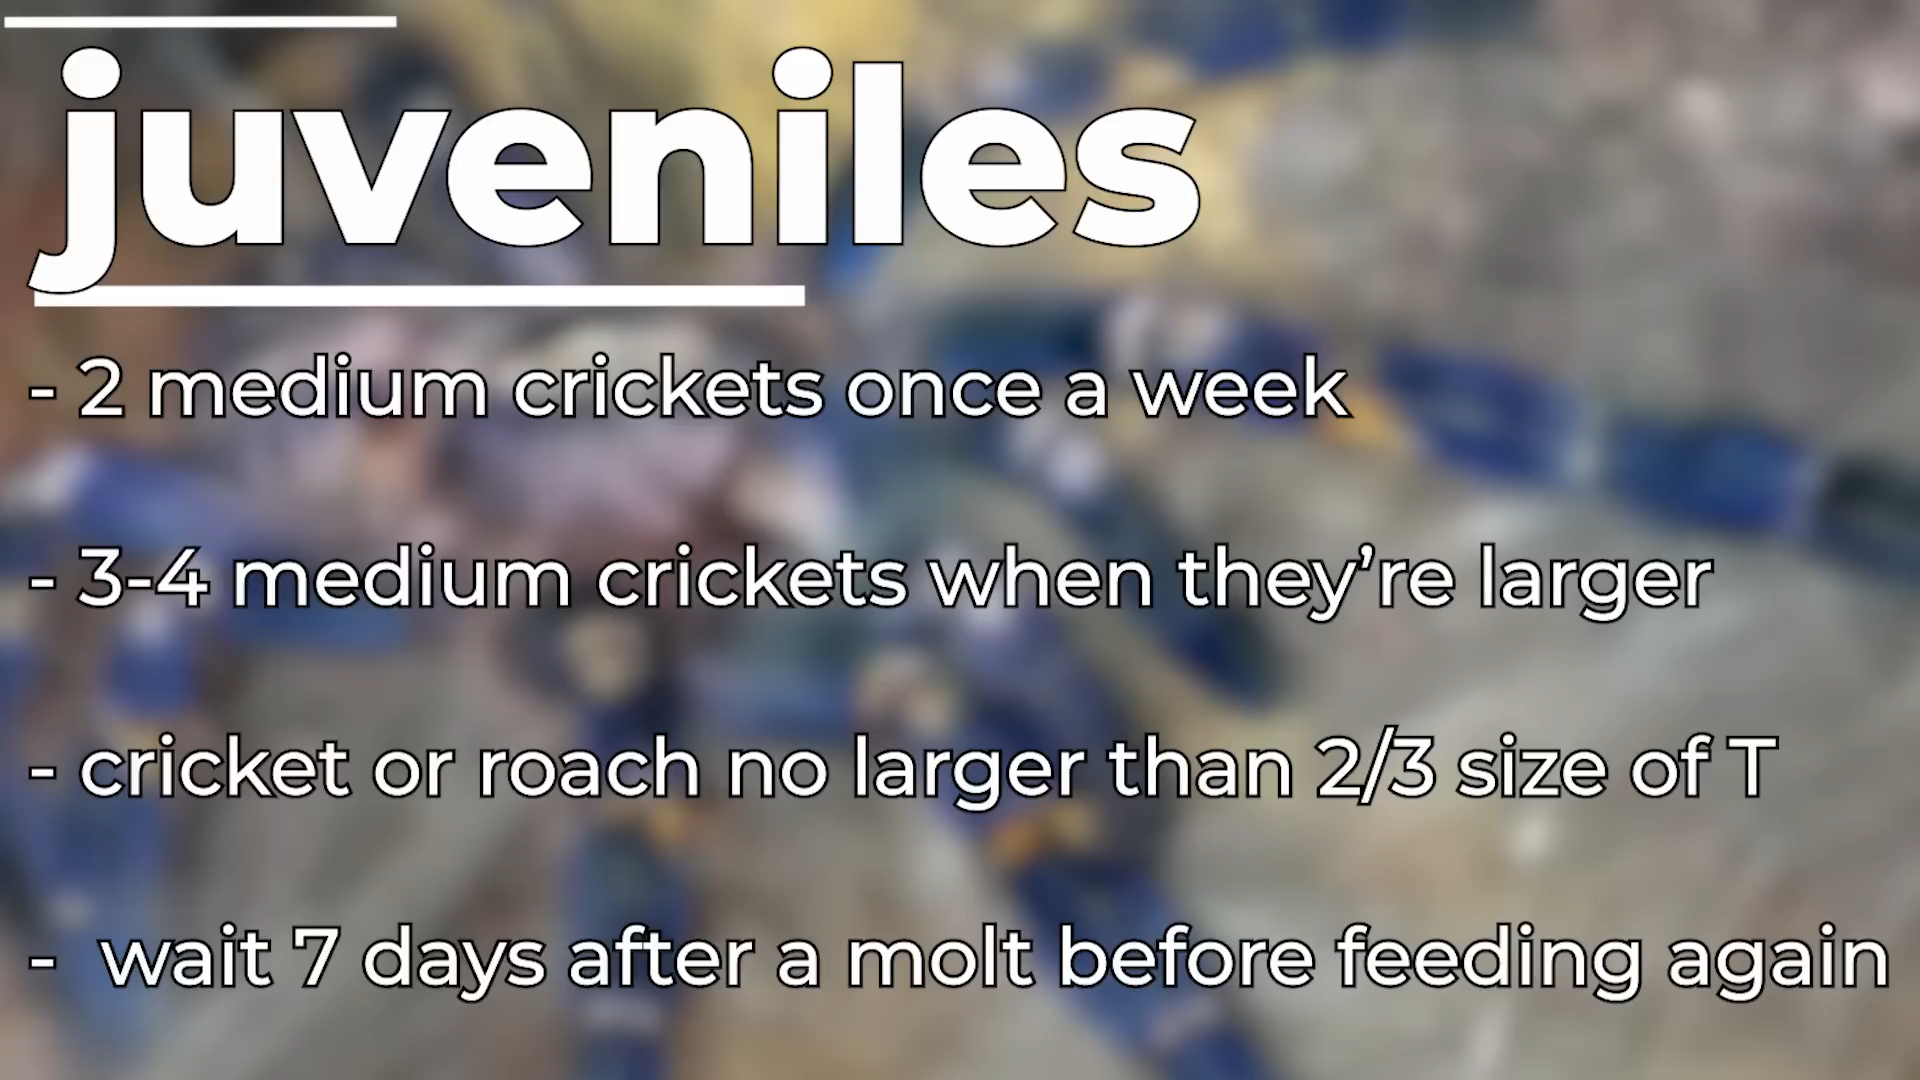 juveniles
- 2 medium crickets once a week
- 3-4 medium crickets when they’re larger
- cricket or roach no larger than 2/3 size of T
- wait 7 days after a molt before feeding again